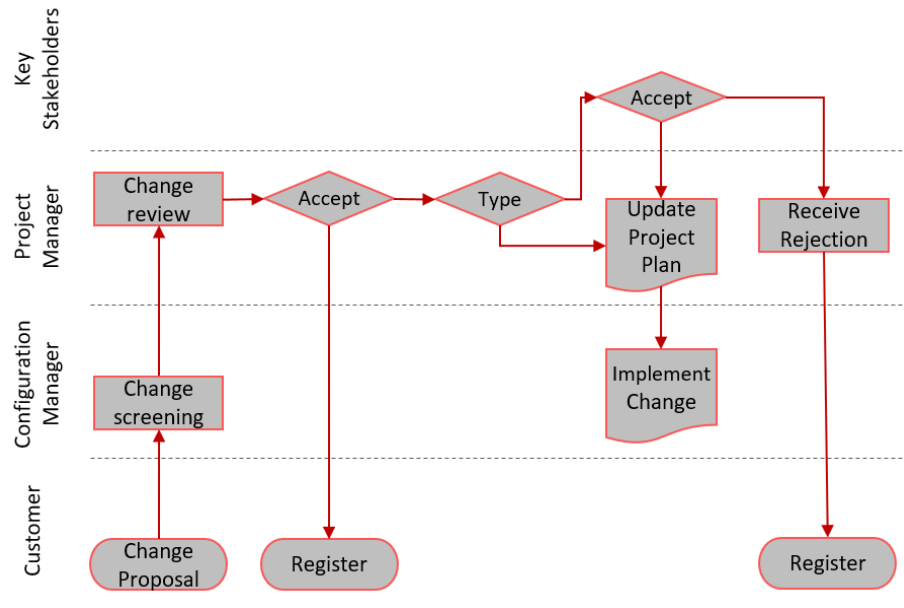 Key
Stakeholders
Accept
Project
Manager
Change
review
Accept
Type
Update
Project
Plan
Receive
Rejection
Configuration
Manager
Change
screening
Implement
Change
Customer
Change
Proposal
Register
Register